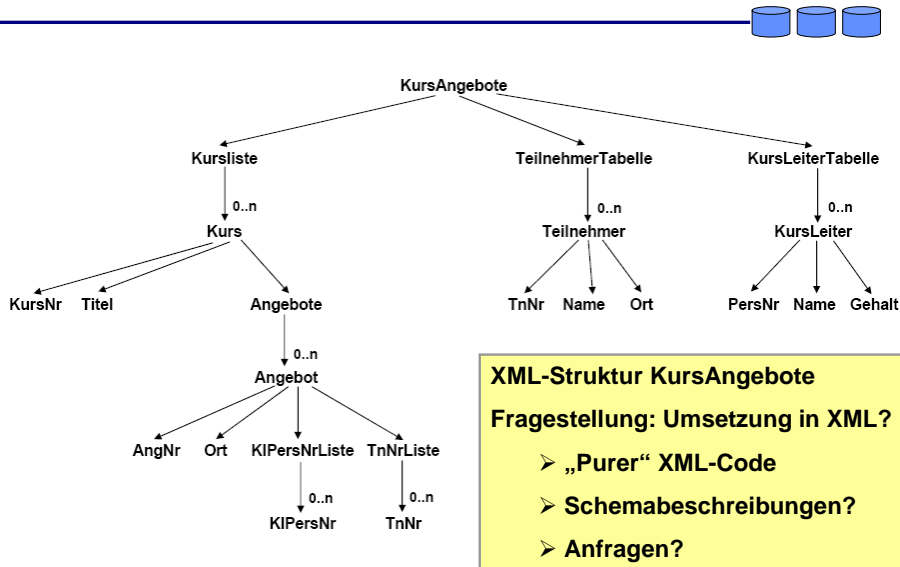 KursAngebote
Kursliste TeilnehmerTabelle KursLeiterTabelle
0..n 0..n 0..n
Kurs Teilnehmer KursLeiter
KursNr Titel Angebote TnNr Name Ort PersNr Name Gehalt
0..n
Angebot
AngNr Ort KlPersNrListe TnNrListe
0..n 0..n
KlPersNr TnNr
XML-Struktur KursAngebote
Fragestellung: Umsetzung in XML?
➢ „Purer“ XML-Code
➢ Schemabeschreibungen?
➢ Anfragen?